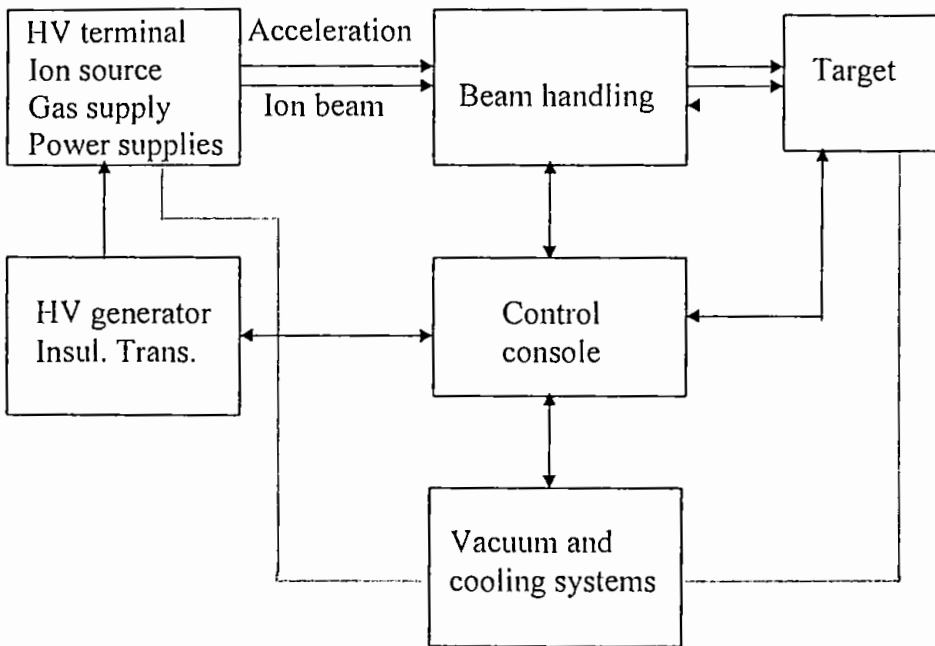 HV terminal
Ion source
Gas supply
Power supplies
Acceleration
Ion beam
Beam handling
Target
HV generator
Insul. Trans.
Control
console
Vacuum and
cooling systems